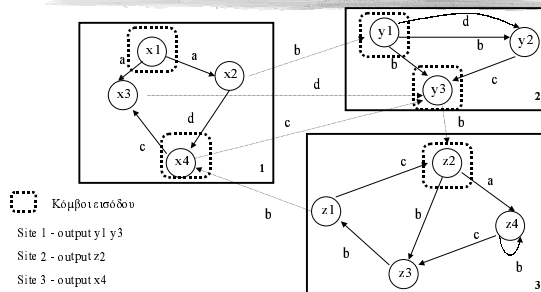 x1
a
a
x2
x3
d
c
x4
1
b
d
c
y1
d
b
y2
b
c
y3
2
b
z2
c
a
z1
b
z4
c
b
b
z3
3
b
Κόμβοι εισόδου
Site 1 - output y1 y3
Site 2 - output z2
Site 3 - output x4